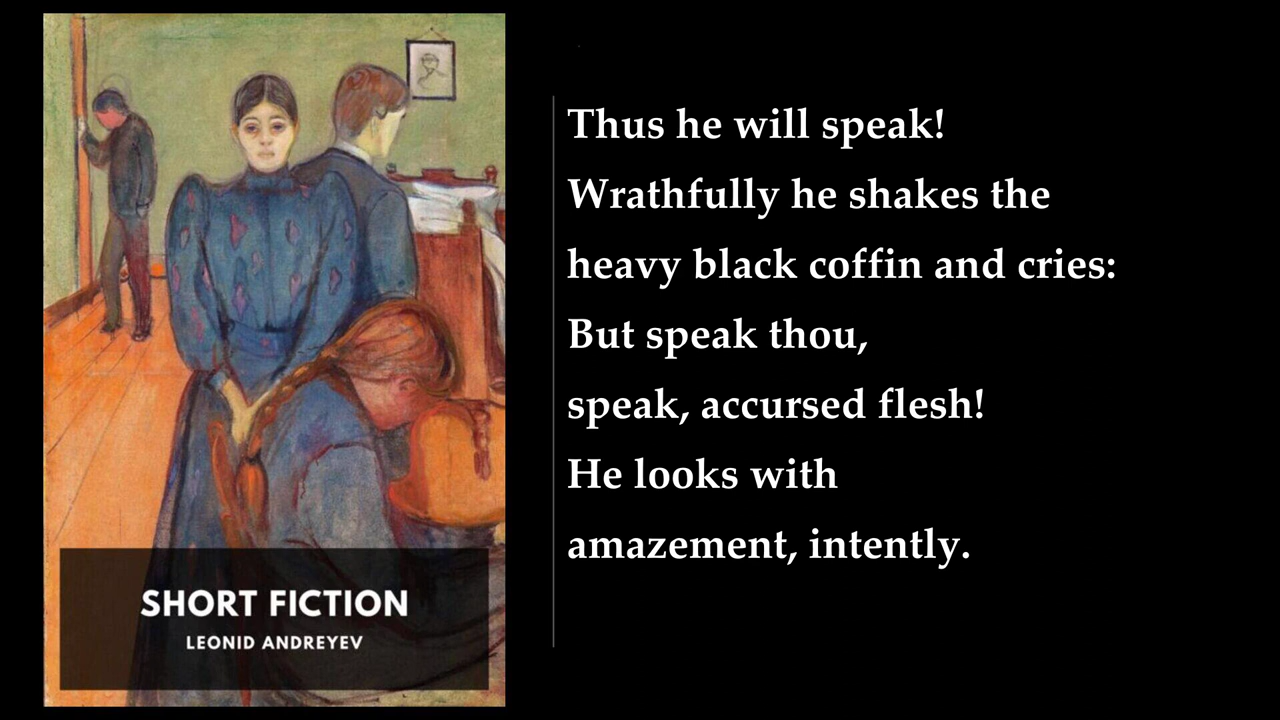 SHORT FICTION
LEONID ANDREYEV
Thus he will speak!
Wrathfully he shakes the
heavy black coffin and cries:
But speak thou,
speak, accursed flesh!
He looks with
amazement, intently.